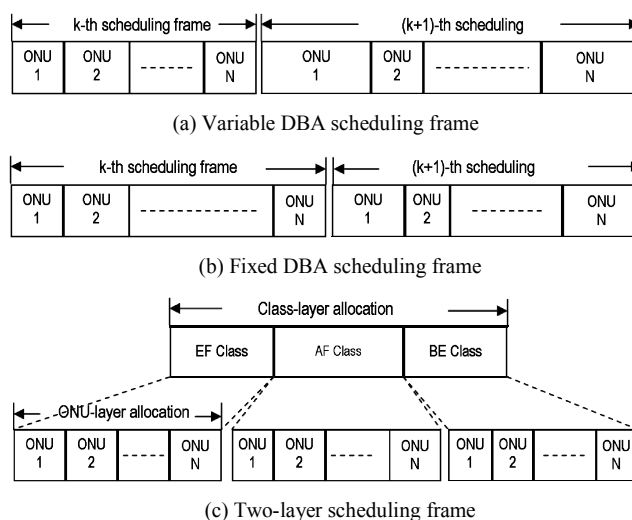 k-th scheduling frame (k+1)-th scheduling
ONU 1 ONU 2 ONU N ONU 1 ONU 2 ONU N
(a) Variable DBA scheduling frame
k-th scheduling frame (k+1)-th scheduling
ONU 1 ONU 2 ONU N ONU 1 ONU 2 ONU N
(b) Fixed DBA scheduling frame
Class-layer allocation
EF Class AF Class BE Class
ONU-layer allocation
ONU 1 ONU 2 ONU N ONU 1 ONU 2 ONU N ONU 1 ONU 2 ONU N
(c) Two-layer scheduling frame